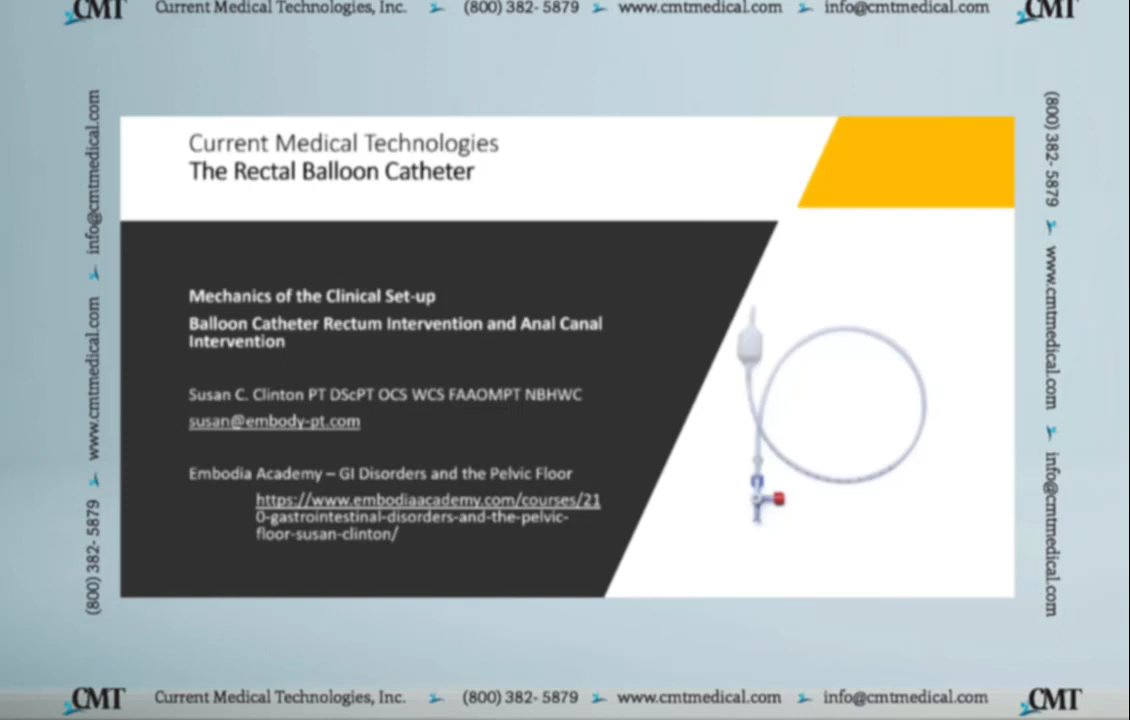 CMT Current Medical Technologies, Inc. (800) 382- 5879 www.cmtmedical.com info@cmtmedical.com CMT
(800) 382- 5879 www.cmtmedical.com info@cmtmedical.com
Current Medical Technologies
The Rectal Balloon Catheter
Mechanics of the Clinical Set-up
Balloon Catheter Rectum Intervention and Anal Canal
Intervention
Susan C. Clinton PT DScPT OCS WCS FAAOMPT NBHWC
susan@embody-pt.com
Embodia Academy – GI Disorders and the Pelvic Floor
https://www.embodiaacademy.com/courses/21
0-gastrointestinal-disorders-and-the-pelvic-
floor-susan-clinton/
(800) 382- 5879 www.cmtmedical.com info@cmtmedical.com
CMT Current Medical Technologies, Inc. (800) 382- 5879 www.cmtmedical.com info@cmtmedical.com CMT